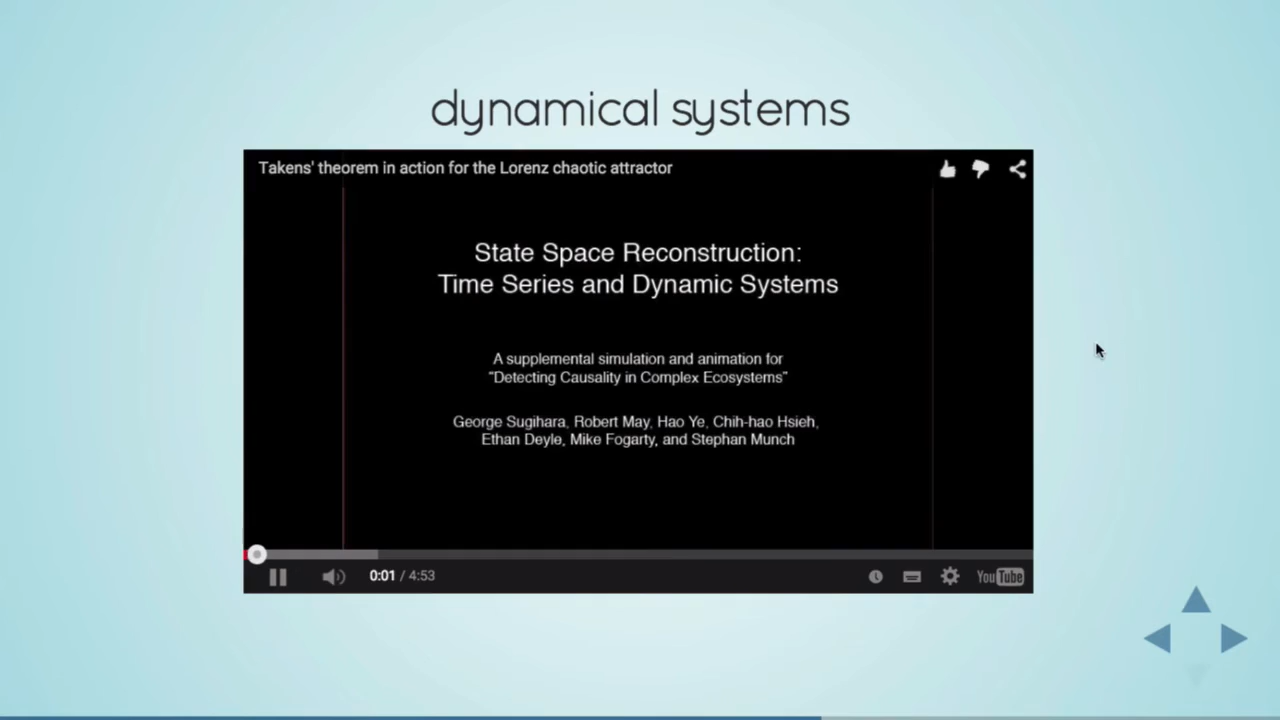 dynamical systems
Takens' theorem in action for the Lorenz chaotic attractor
State Space Reconstruction:
Time Series and Dynamic Systems
A supplemental simulation and animation for
"Detecting Causality in Complex Ecosystems"
George Sugihara, Robert May, Hao Ye, Chih-hao Hsieh,
Ethan Deyle, Mike Fogarty, and Stephan Munch
0:01 / 4:53
YouTube